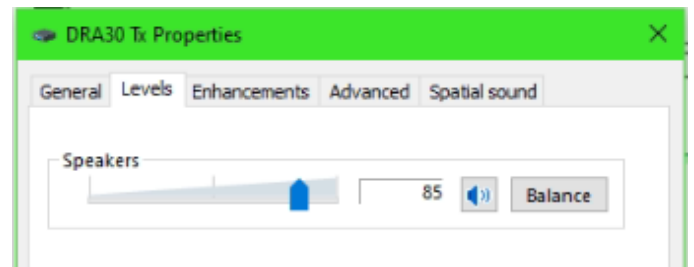 DRA30 Tx Properties
General Levels Enhancements Advanced Spatial sound
Speakers
85 Balance